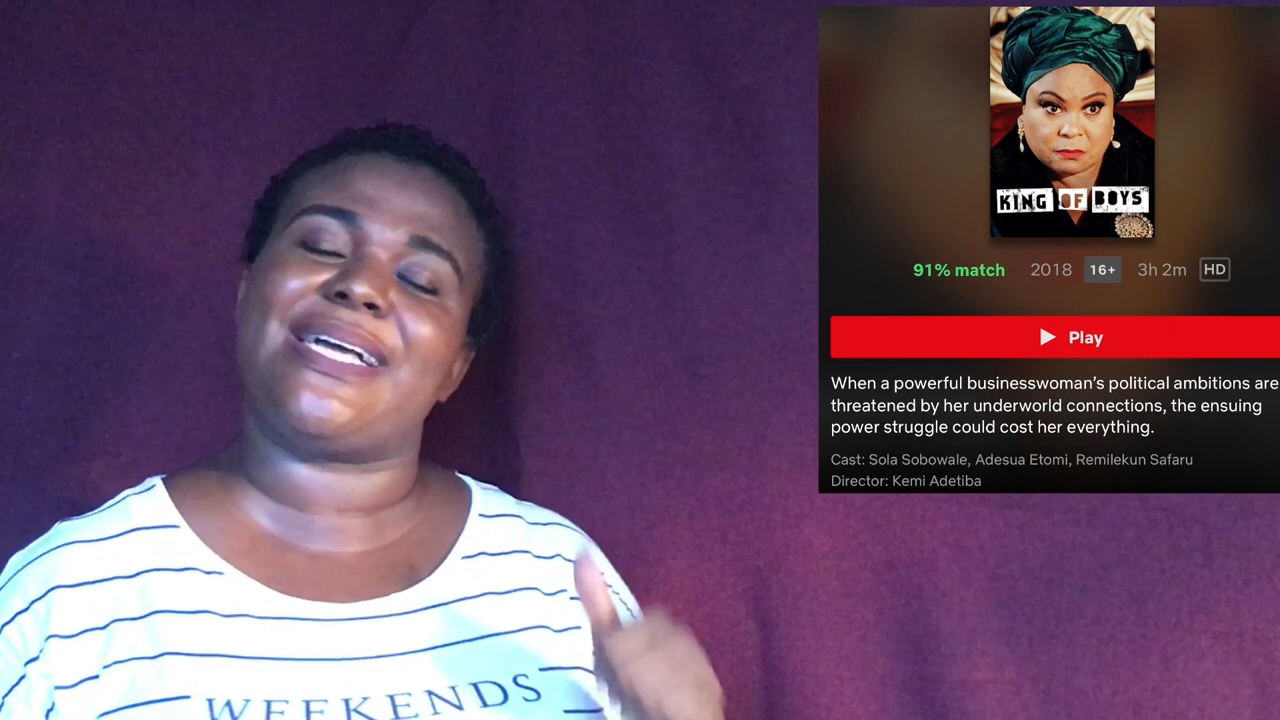 KING OF BOYS
91% match 2018 16+ 3h 2m HD
Play
When a powerful businesswoman’s political ambitions are
threatened by her underworld connections, the ensuing
power struggle could cost her everything.
Cast: Sola Sobowale, Adesua Etomi, Remilekun Safaru
Director: Kemi Adetiba
WEEKENDS